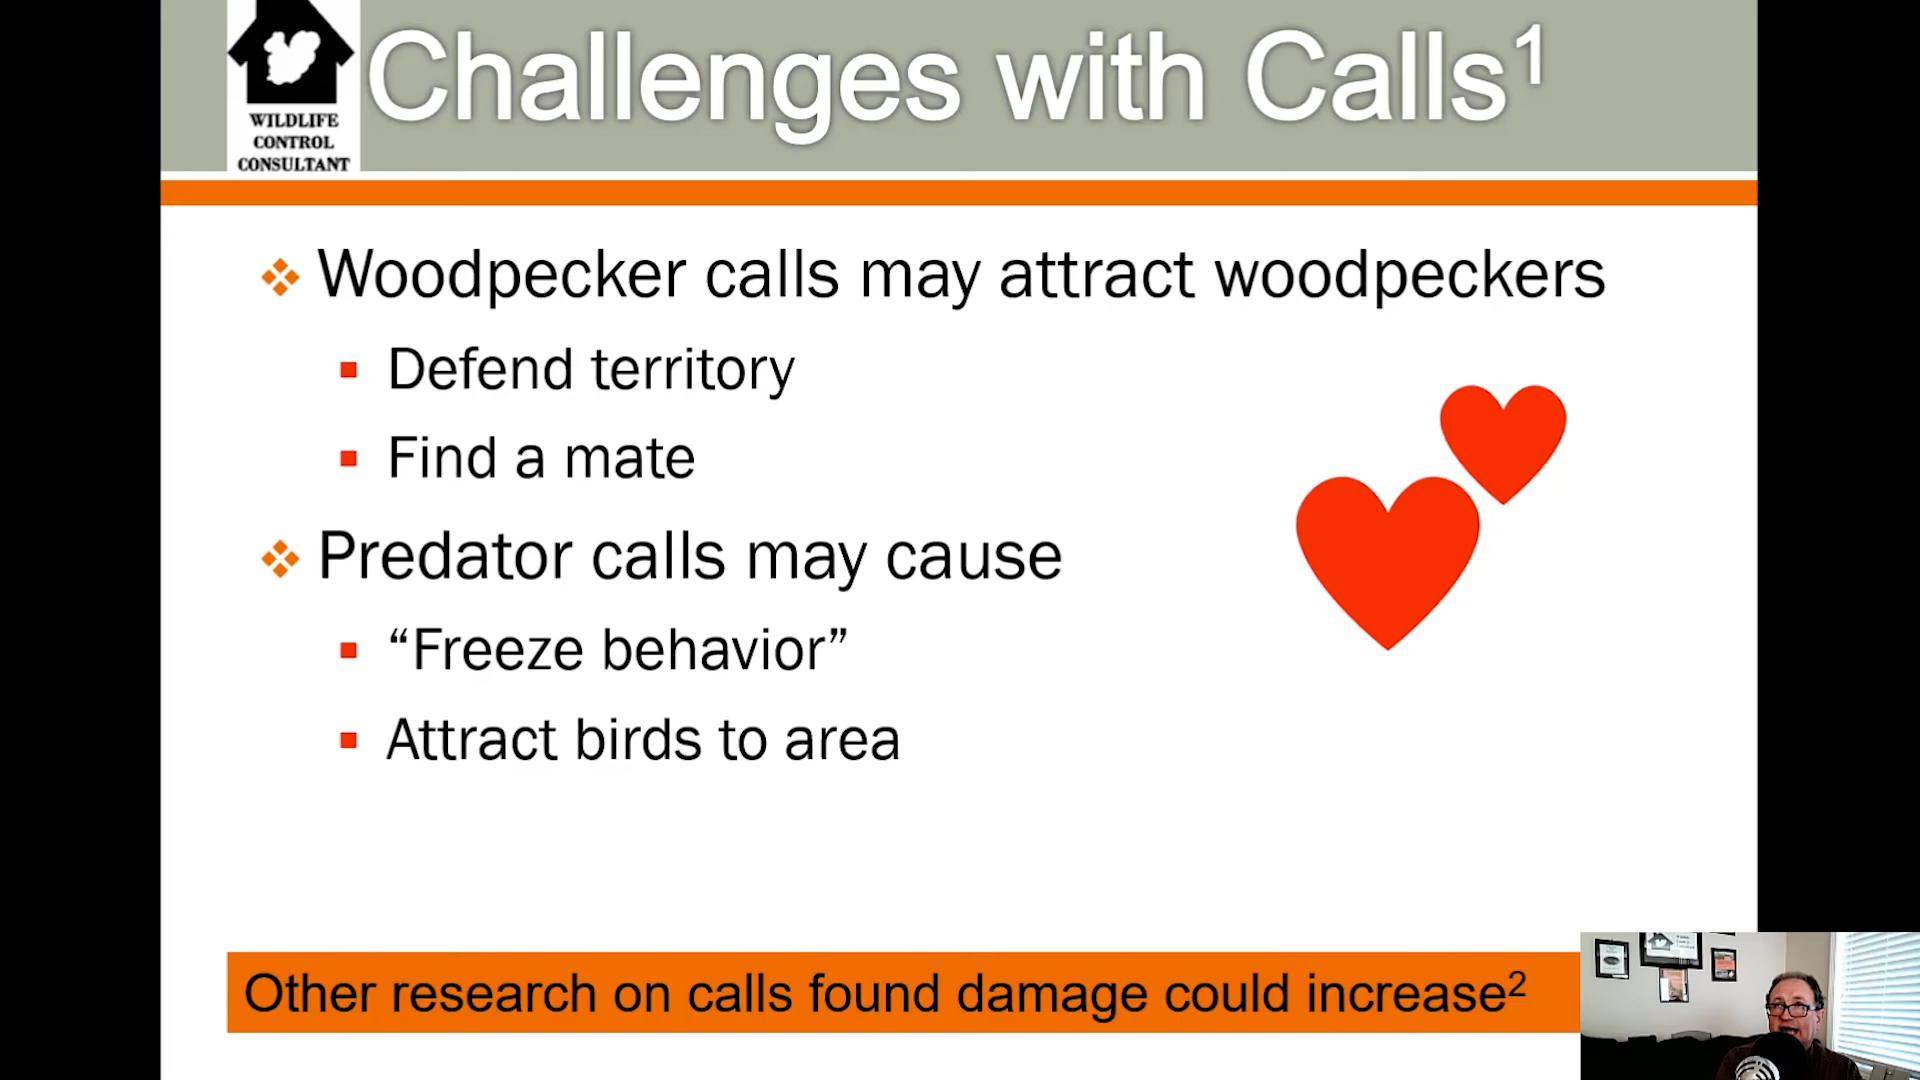 Challenges with Calls¹
WILDLIFE
CONTROL
CONSULTANT
Woodpecker calls may attract woodpeckers
Defend territory
Find a mate
Predator calls may cause
“Freeze behavior”
Attract birds to area
Other research on calls found damage could increase²